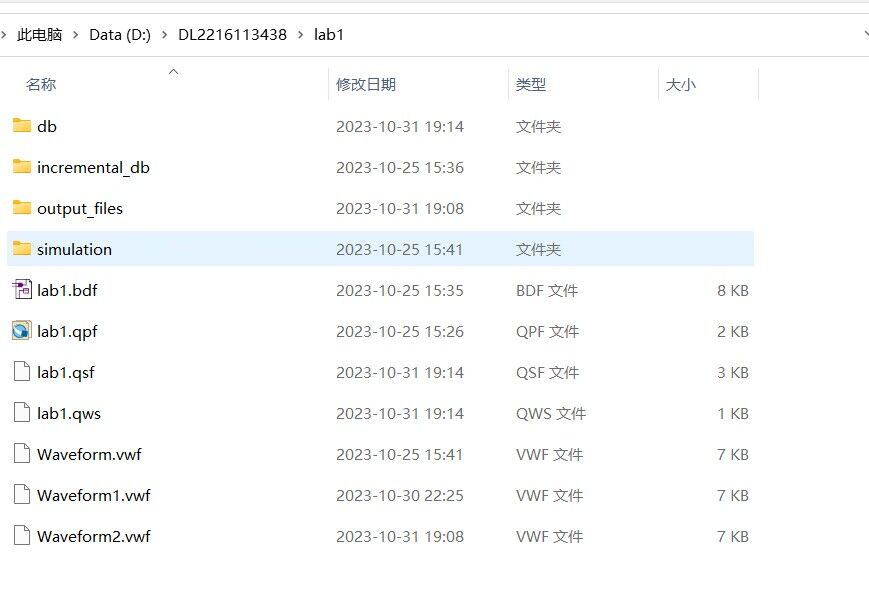 此电脑 > Data (D:) > DL2216113438 > lab1
名称 修改日期 类型 大小
db 2023-10-31 19:14 文件夹
incremental_db 2023-10-25 15:36 文件夹
output_files 2023-10-31 19:08 文件夹
simulation 2023-10-25 15:41 文件夹
lab1.bdf 2023-10-25 15:35 BDF 文件 8 KB
lab1.qpf 2023-10-25 15:26 QPF 文件 2 KB
lab1.qsf 2023-10-31 19:14 QSF 文件 3 KB
lab1.qws 2023-10-31 19:14 QWS 文件 1 KB
Waveform.vwf 2023-10-25 15:41 VWF 文件 7 KB
Waveform1.vwf 2023-10-30 22:25 VWF 文件 7 KB
Waveform2.vwf 2023-10-31 19:08 VWF 文件 7 KB